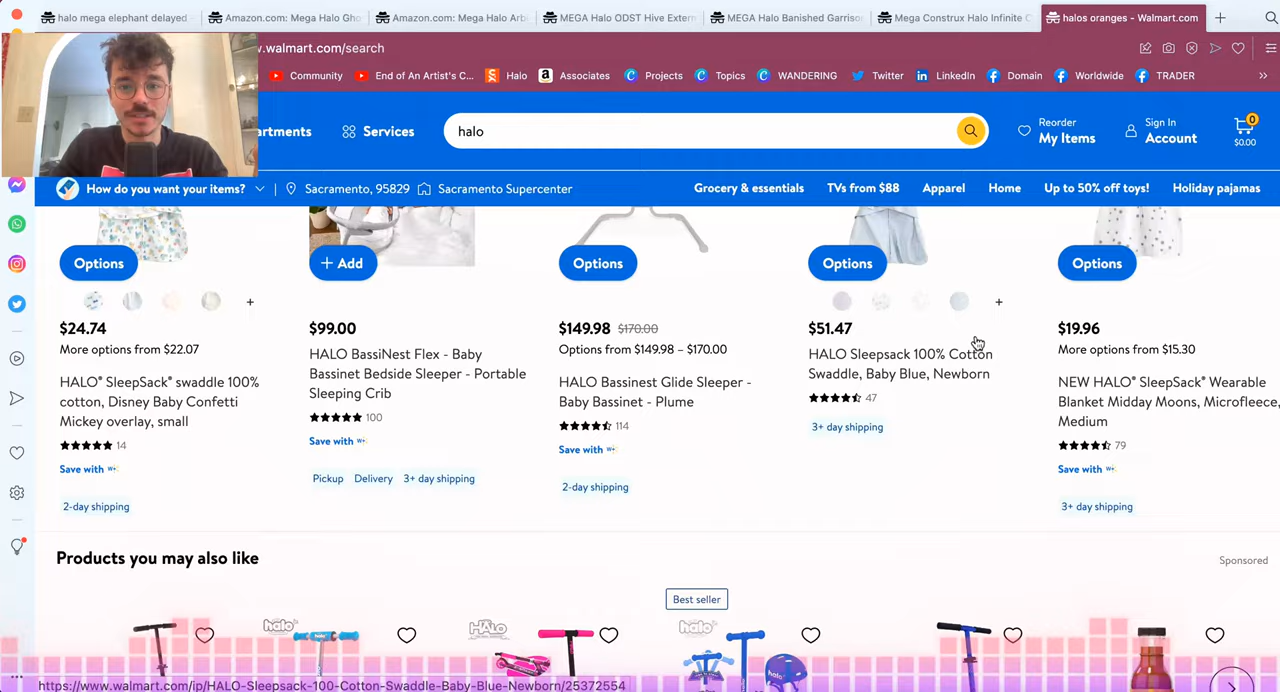 halo mega elephant delayed
Amazon.com: Mega Halo Gho
Amazon.com: Mega Halo Arbi
MEGA Halo ODST Hive Extern
MEGA Halo Banished Garriso
Mega Construx Halo Infinite C
halos oranges - Walmart.com
w.walmart.com/search
Community
End of An Artist's C...
Halo
Associates
Projects
Topics
WANDERING
Twitter
LinkedIn
Domain
Worldwide
TRADER
artments
Services
halo
Reorder
My Items
Sign In
Account
0
$0.00
How do you want your items?
Sacramento, 95829
Sacramento Supercenter
Grocery & essentials
TVs from $88
Apparel
Home
Up to 50% off toys!
Holiday pajamas
Options
+ Add
Options
Options
Options
+
+
$24.74
More options from $22.07
HALO® SleepSack® swaddle 100%
cotton, Disney Baby Confetti
Mickey overlay, small
14
Save with W+
2-day shipping
$99.00
HALO BassiNest Flex - Baby
Bassinet Bedside Sleeper - Portable
Sleeping Crib
100
Save with W+
Pickup
Delivery
3+ day shipping
$149.98 $170.00
Options from $149.98 – $170.00
HALO Bassinest Glide Sleeper -
Baby Bassinet - Plume
114
Save with W+
2-day shipping
$51.47
HALO Sleepsack 100% Cotton
Swaddle, Baby Blue, Newborn
47
3+ day shipping
$19.96
More options from $15.30
NEW HALO® SleepSack® Wearable
Blanket Midday Moons, Microfleece,
Medium
79
Save with W+
3+ day shipping
Products you may also like
Sponsored
Best seller
halo
HALO
halo
halo
https://www.walmart.com/ip/HALO-Sleepsack-100-Cotton-Swaddle-Baby-Blue-Newborn/25372554